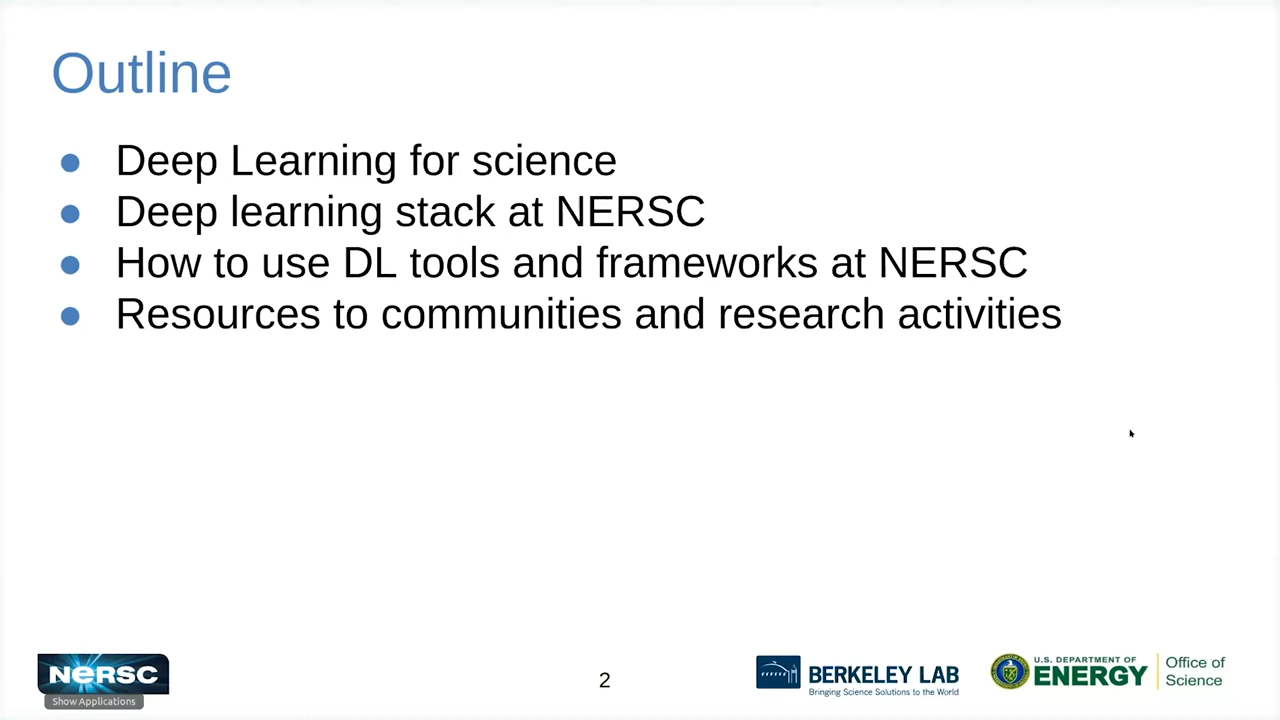 Outline
● Deep Learning for science
● Deep learning stack at NERSC
● How to use DL tools and frameworks at NERSC
● Resources to communities and research activities
NERSC
Show Applications
2
BERKELEY LAB
Bringing Science Solutions to the World
U.S. DEPARTMENT OF
ENERGY
Office of
Science